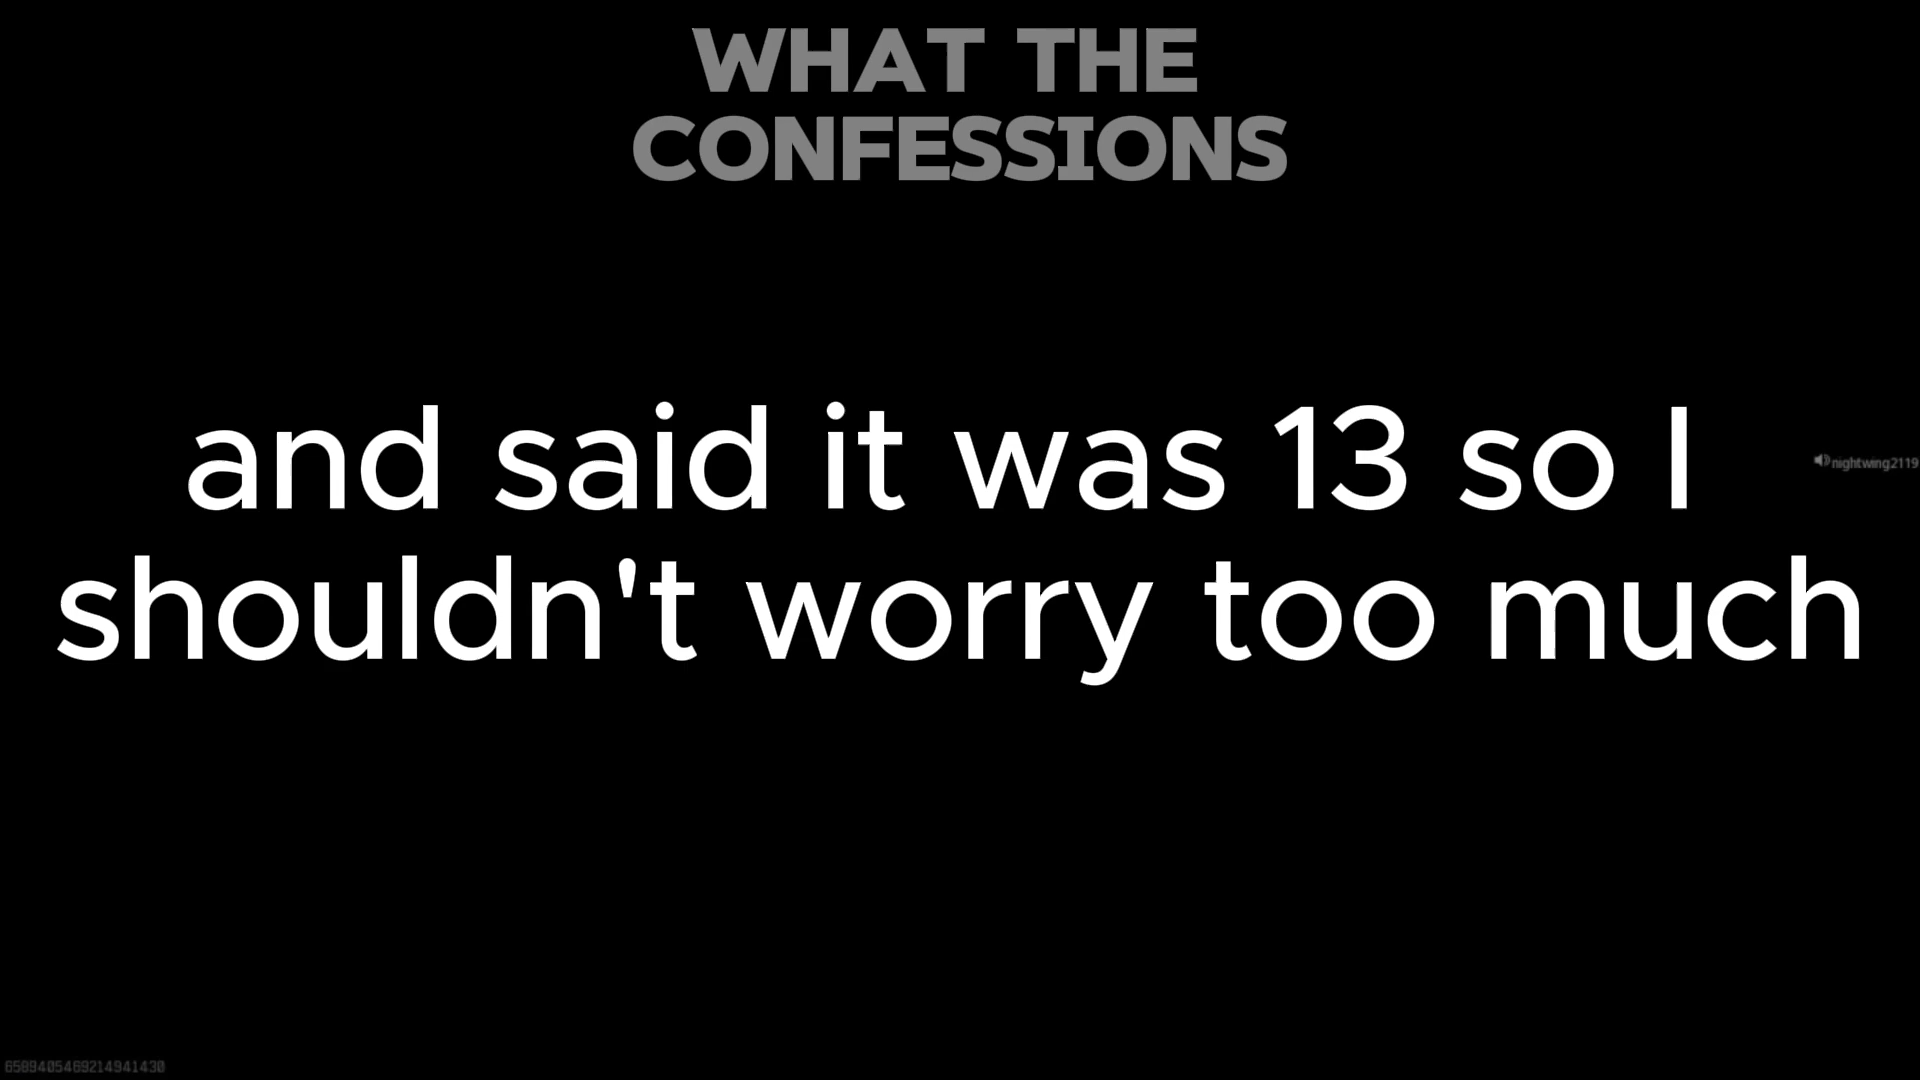 WHAT THE
CONFESSIONS
and said it was 13 so I
nightwing2119
shouldn't worry too much
6589405469214941430